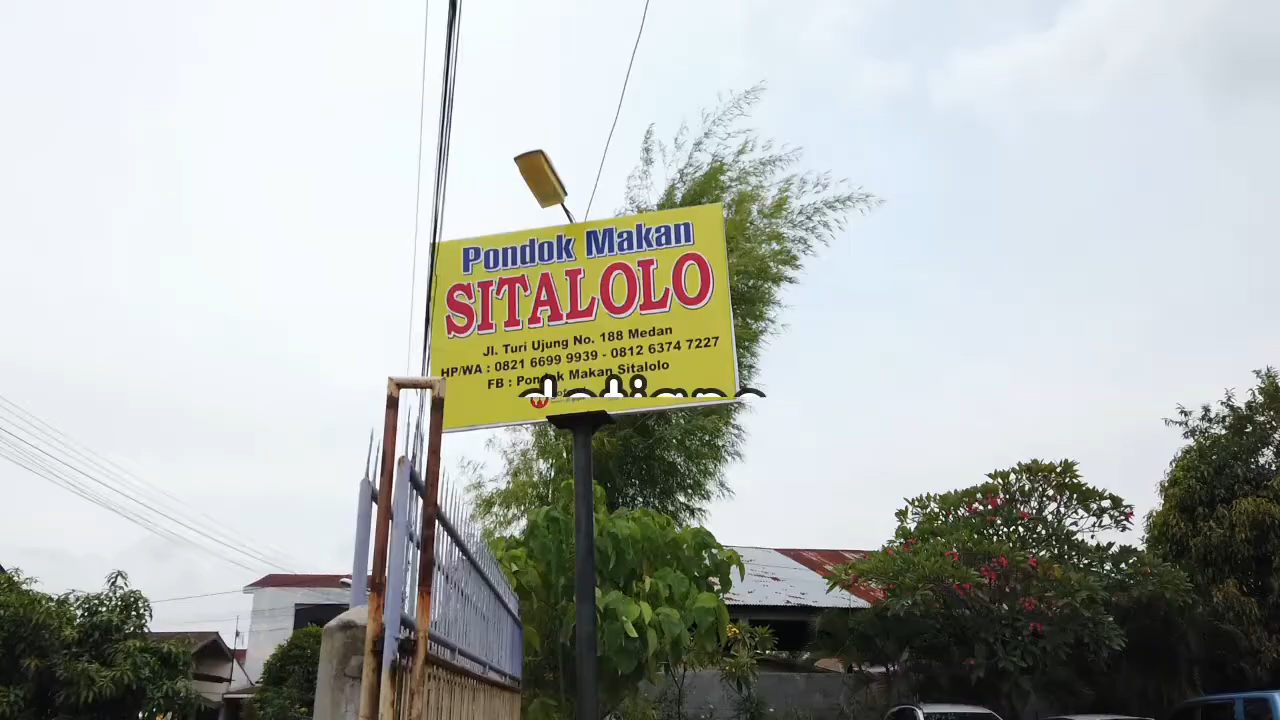 Pondok Makan
SITALOLO
Jl. Turi Ujung No. 188 Medan
HP/WA : 0821 6699 9939 - 0812 6374 7227
FB : Pondok Makan Sitalolo